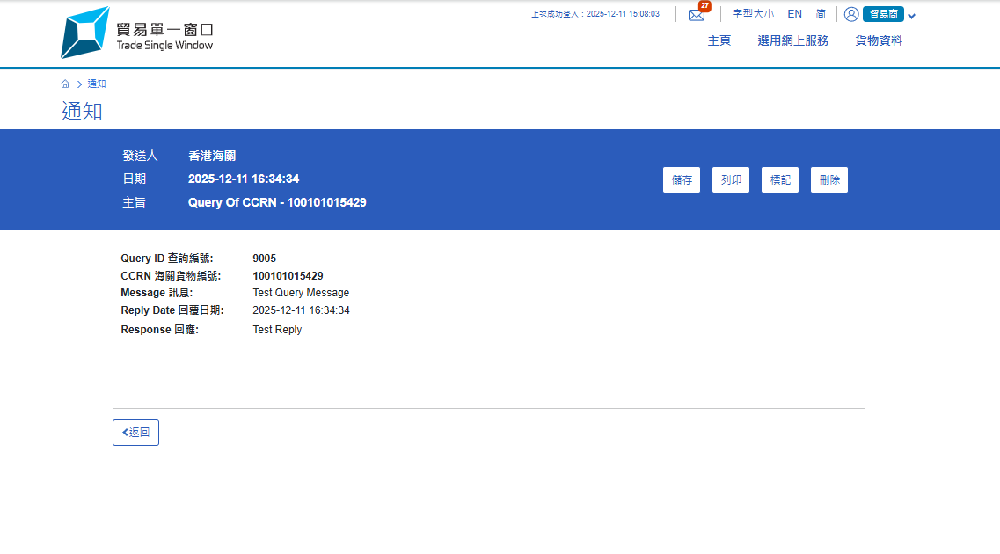 貿易單一窗口
Trade Single Window
上次成功登入：2025-12-11 15:08:03
27
字型大小 EN 简
貿易商
主頁 選用網上服務 貨物資料
通知
通知
發送人 香港海關
日期 2025-12-11 16:34:34
主旨 Query Of CCRN - 100101015429
儲存 列印 標記 刪除
Query ID 查詢編號: 9005
CCRN 海關貨物編號: 100101015429
Message 訊息: Test Query Message
Reply Date 回覆日期: 2025-12-11 16:34:34
Response 回應: Test Reply
返回